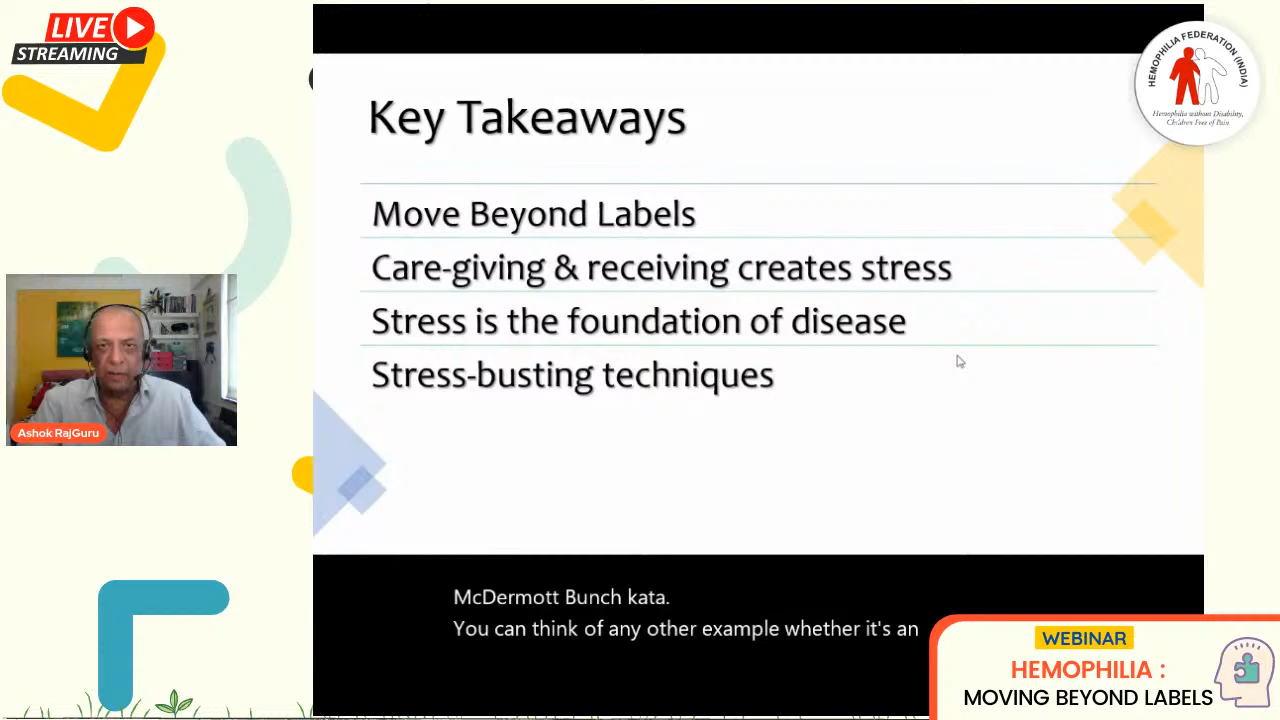 LIVE
STREAMING
HEMOPHILIA FEDERATION (INDIA)
Hemophilia without Disability,
Children Free of Pain
Key Takeaways
Move Beyond Labels
Care-giving & receiving creates stress
Stress is the foundation of disease
Stress-busting techniques
Ashok RajGuru
McDermott Bunch kata.
You can think of any other example whether it's an
WEBINAR
HEMOPHILIA :
MOVING BEYOND LABELS